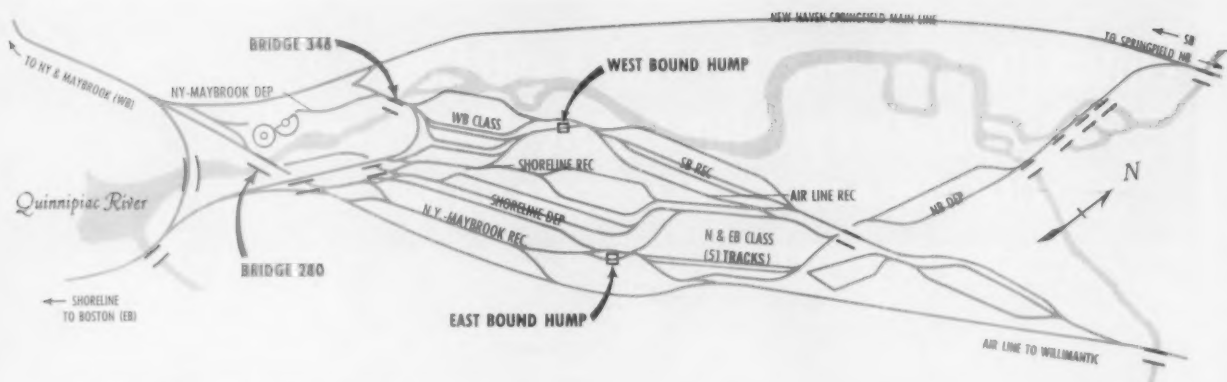 NEW HAVEN-SPRINGFIELD MAIN LINE
SB
TO SPRINGFIELD NB
BRIDGE 348
WEST BOUND HUMP
TO NY & MAYBROOK (WB)
NY-MAYBROOK DEP
WB CLASS
SHORELINE REC
SB REC
AIR LINE REC
NB DEP
N
Quinnipiac River
SHORELINE DEP
N Y -MAYBROOK REC
N & EB CLASS
(51 TRACKS)
BRIDGE 280
SHORELINE
TO BOSTON (EB)
EAST BOUND HUMP
AIR LINE TO WILLIMANTIC